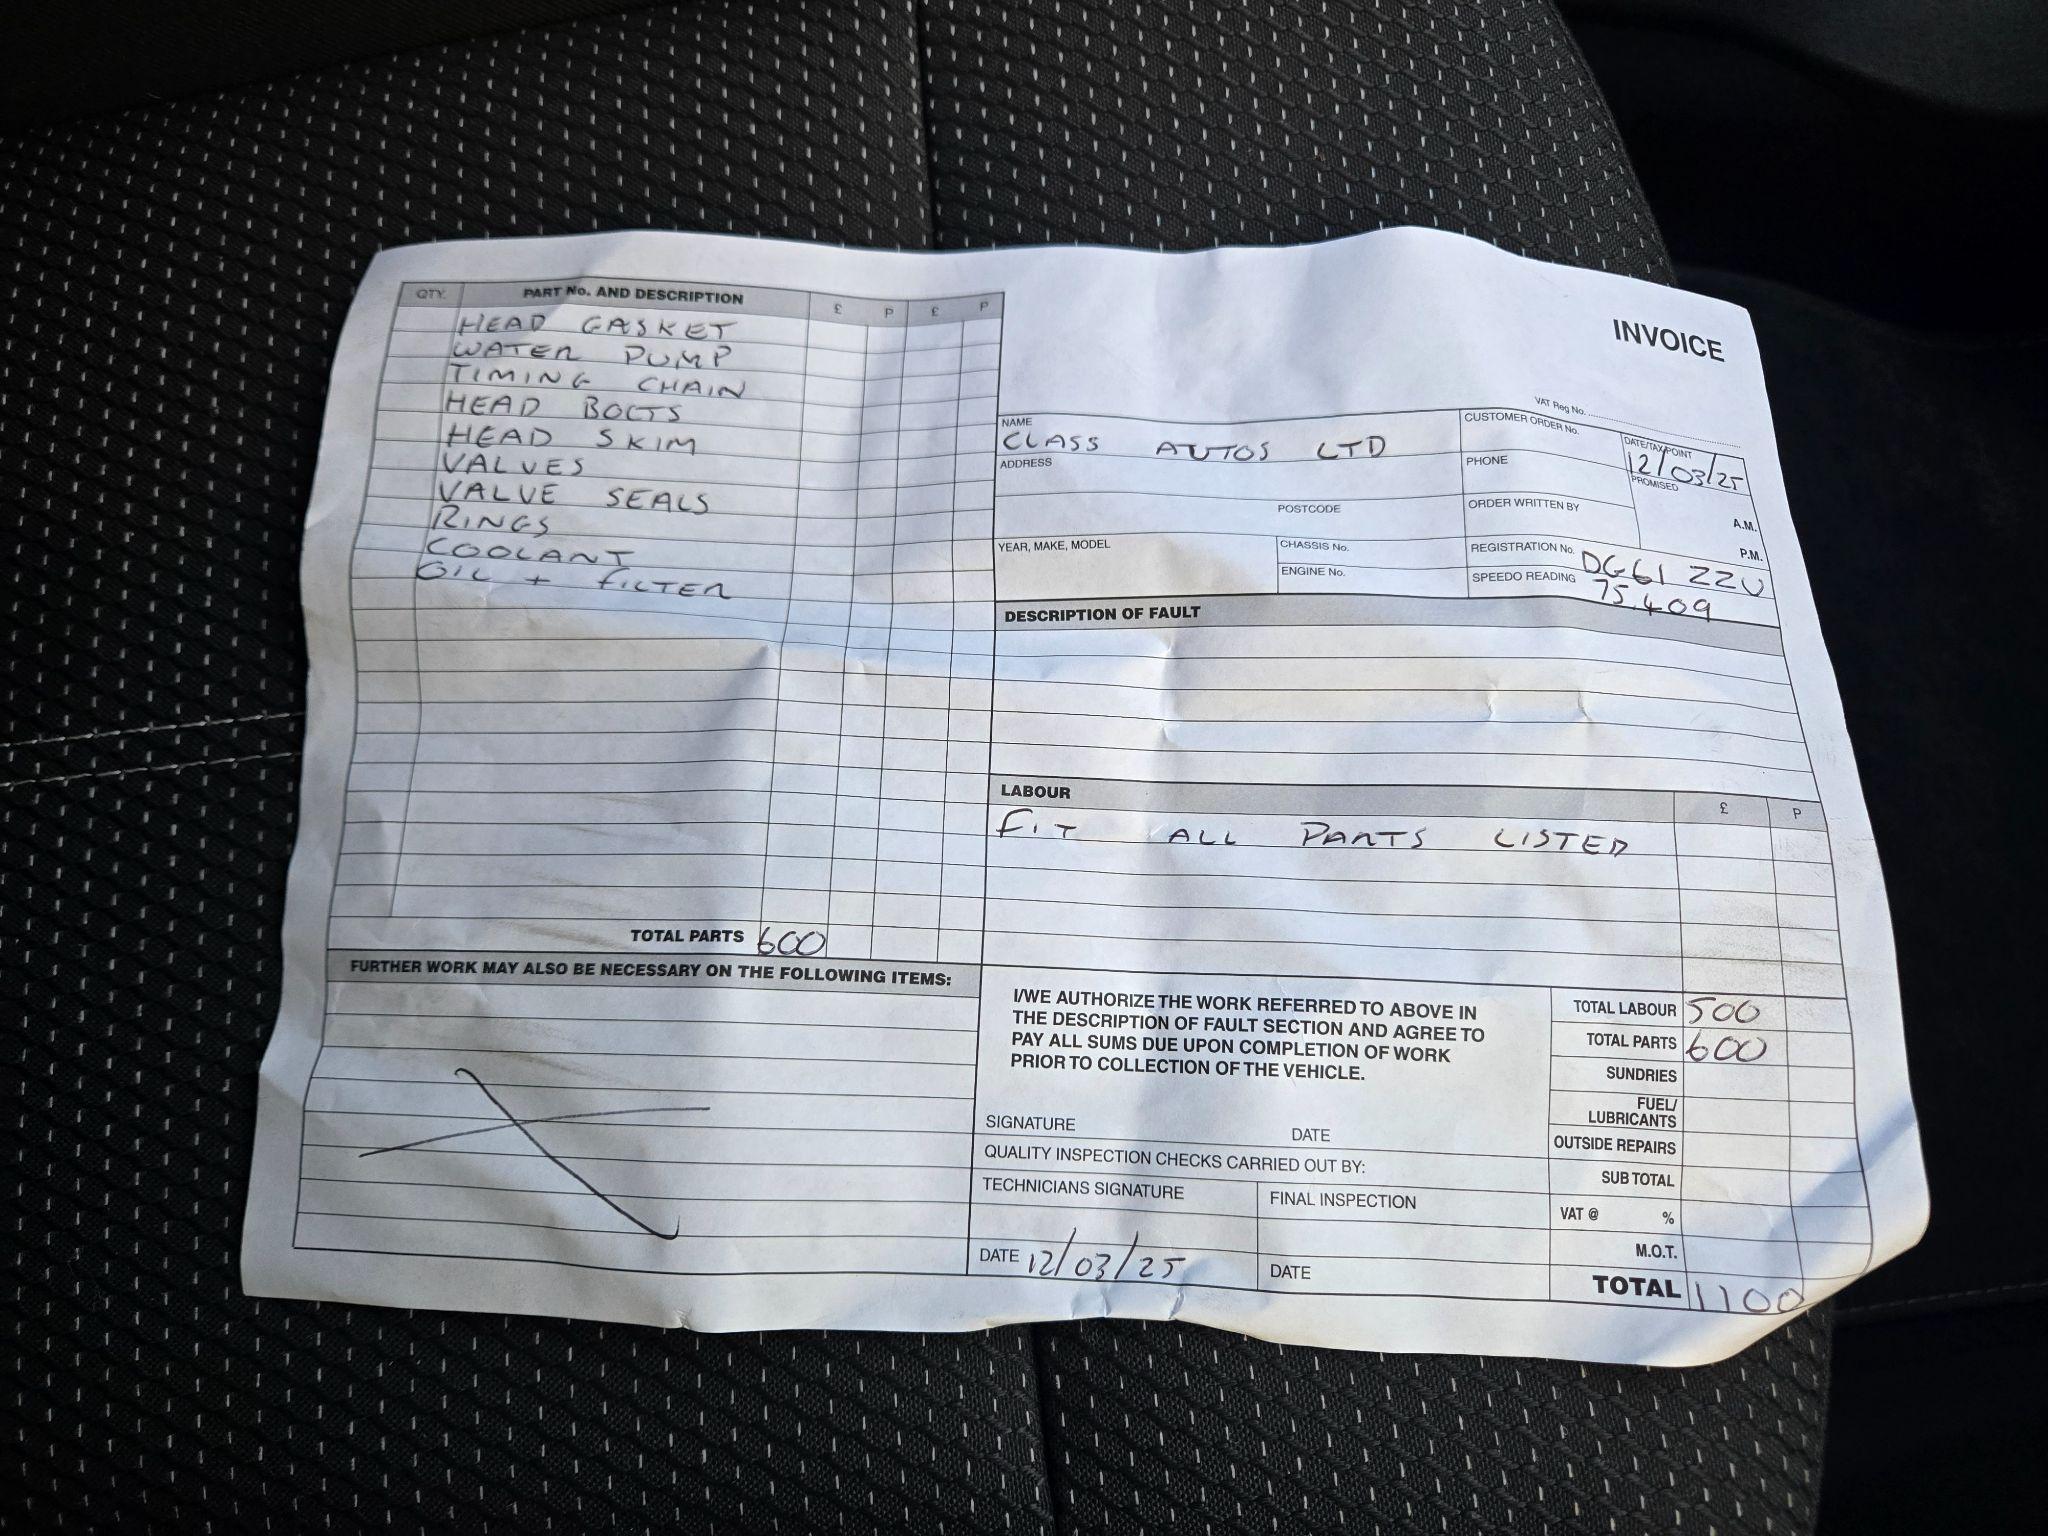 QTY. PART No. AND DESCRIPTION £ P £ P
HEAD GASKET
WATER PUMP
TIMING CHAIN
HEAD BOLTS
HEAD SKIM
VALVES
VALVE SEALS
RINGS
COOLANT
OIL + FILTER
TOTAL PARTS 600
FURTHER WORK MAY ALSO BE NECESSARY ON THE FOLLOWING ITEMS:
INVOICE
VAT Reg No.
NAME
CLASS AUTOS LTD
CUSTOMER ORDER No.
DATE/TAX POINT
12/03/25
ADDRESS
PHONE
PROMISED
POSTCODE
ORDER WRITTEN BY
A.M.
P.M.
YEAR, MAKE, MODEL
CHASSIS No.
REGISTRATION No. DG61 ZZU
ENGINE No.
SPEEDO READING 75.409
DESCRIPTION OF FAULT
LABOUR £ P
FIT ALL PARTS LISTED
I/WE AUTHORIZE THE WORK REFERRED TO ABOVE IN
THE DESCRIPTION OF FAULT SECTION AND AGREE TO
PAY ALL SUMS DUE UPON COMPLETION OF WORK
PRIOR TO COLLECTION OF THE VEHICLE.
SIGNATURE DATE
QUALITY INSPECTION CHECKS CARRIED OUT BY:
TECHNICIANS SIGNATURE
FINAL INSPECTION
DATE 12/03/25
DATE
TOTAL LABOUR 500
TOTAL PARTS 600
SUNDRIES
FUEL/
LUBRICANTS
OUTSIDE REPAIRS
SUB TOTAL
VAT @ %
M.O.T.
TOTAL 1100